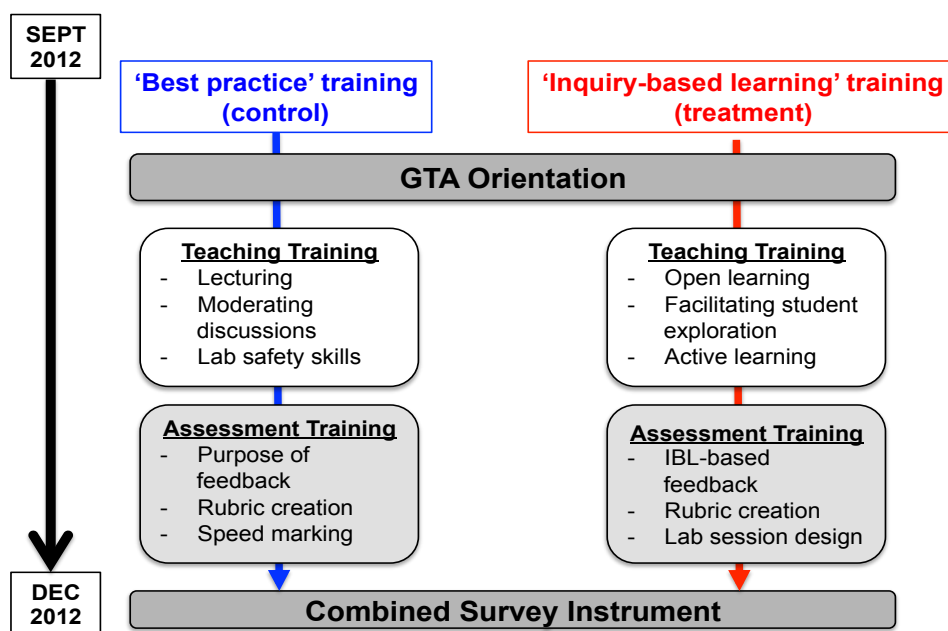 SEPT
2012
‘Best practice’ training
(control)
‘Inquiry-based learning’ training
(treatment)
GTA Orientation
Teaching Training
- Lecturing
- Moderating
discussions
- Lab safety skills
Teaching Training
- Open learning
- Facilitating student
exploration
- Active learning
Assessment Training
- Purpose of
feedback
- Rubric creation
- Speed marking
Assessment Training
- IBL-based
feedback
- Rubric creation
- Lab session design
DEC
2012
Combined Survey Instrument